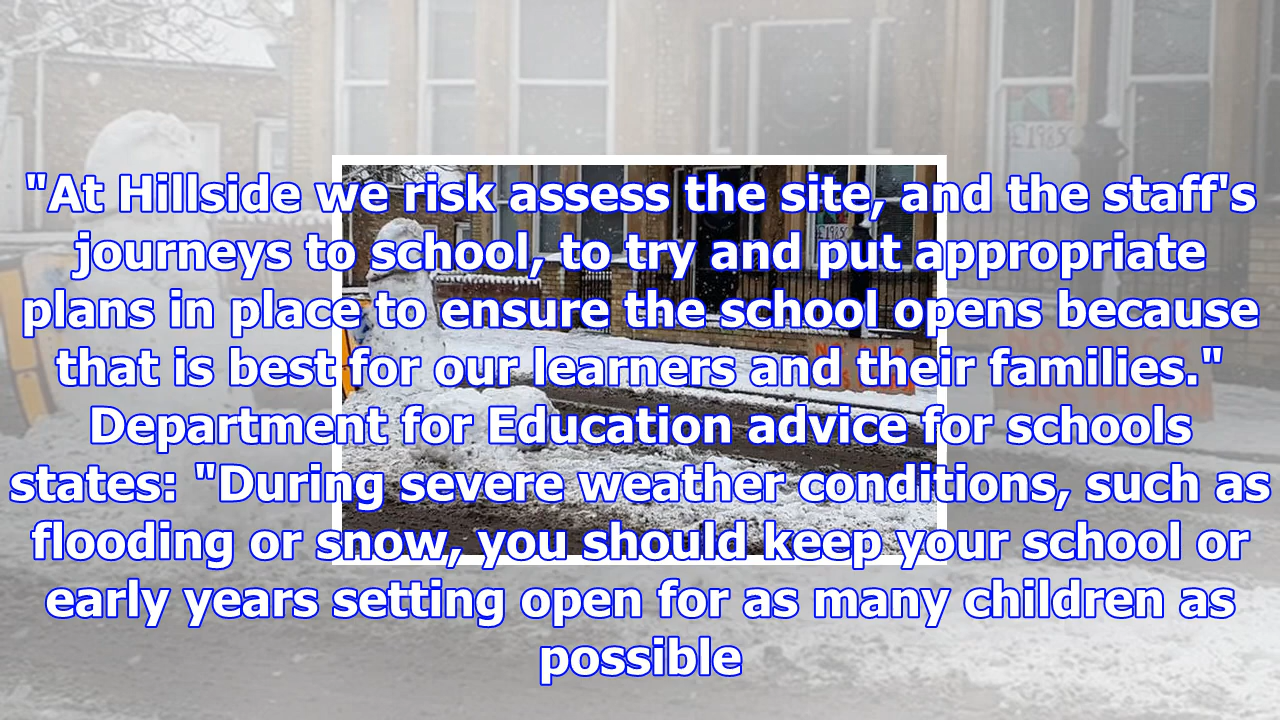 "At Hillside we risk assess the site, and the staff's
journeys to school, to try and put appropriate
plans in place to ensure the school opens because
that is best for our learners and their families."
Department for Education advice for schools
states: "During severe weather conditions, such as
flooding or snow, you should keep your school or
early years setting open for as many children as
possible